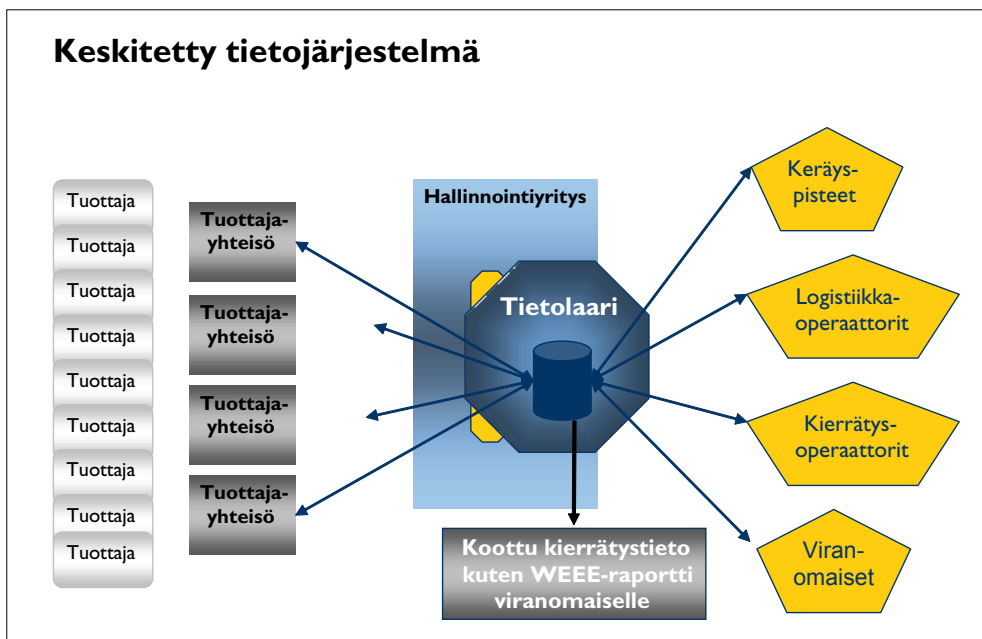 Keskitetty tietojärjestelmä
Tuottaja
Tuottaja
Tuottaja
Tuottaja
Tuottaja
Tuottaja
Tuottaja
Tuottaja
Tuottaja
Tuottaja-
yhteisö
Tuottaja-
yhteisö
Tuottaja-
yhteisö
Tuottaja-
yhteisö
Hallinnointiyritys
Tietolaari
Koottu kierrätystieto
kuten WEEE-raportti
viranomaiselle
Keräys-
pisteet
Logistiikka-
operaattorit
Kierrätys-
operaattorit
Viran-
omaiset